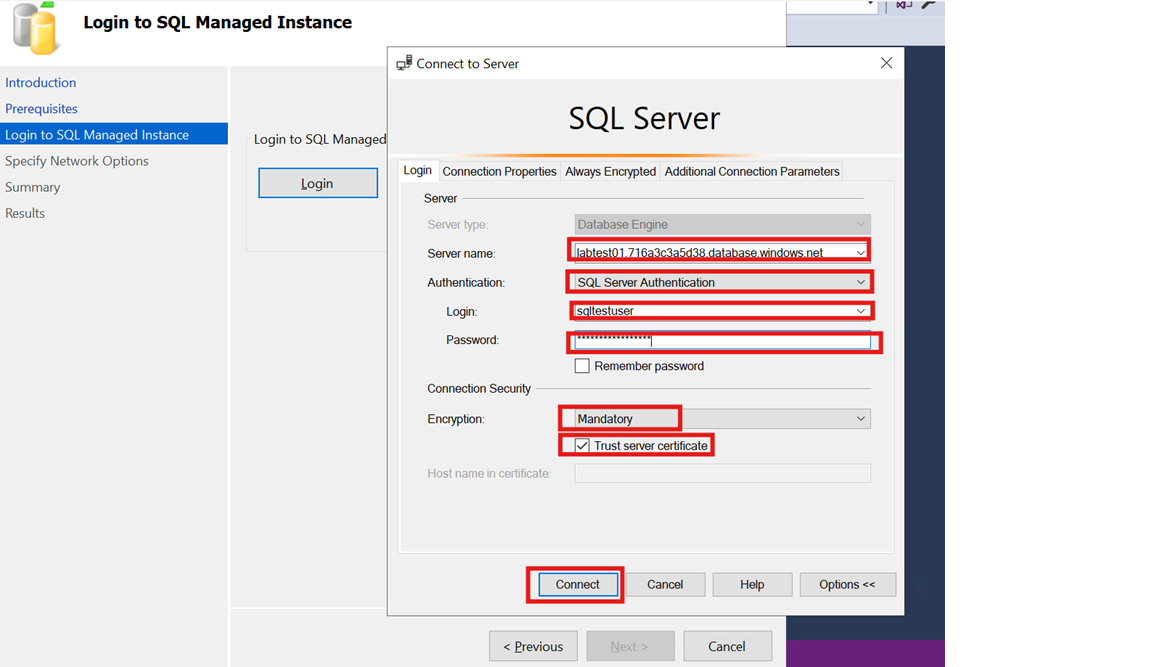 Login to SQL Managed Instance
Introduction
Prerequisites
Login to SQL Managed Instance
Specify Network Options
Summary
Results
Login to SQL Managed
Login
Connect to Server
SQL Server
Login
Connection Properties
Always Encrypted
Additional Connection Parameters
Server
Server type:
Database Engine
Server name:
labtest01.716a3c3a5d38.database.windows.net
Authentication:
SQL Server Authentication
Login:
sqltestuser
Password:
*****************
Remember password
Connection Security
Encryption:
Mandatory
Trust server certificate
Host name in certificate:
Connect
Cancel
Help
Options <<
< Previous
Next >
Cancel